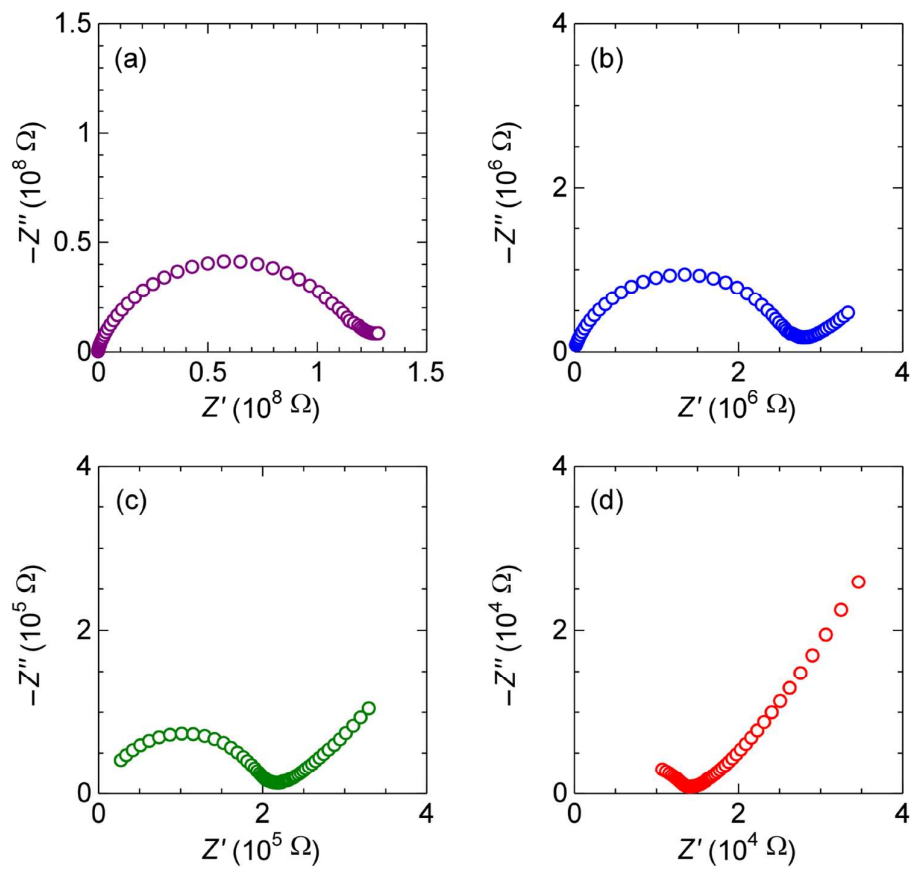 (a)
1.5
1
0.5
0
−Z′′ (10⁸ Ω)
0 0.5 1 1.5
Z′ (10⁸ Ω)
(b)
4
2
0
−Z′′ (10⁶ Ω)
0 2 4
Z′ (10⁶ Ω)
(c)
4
2
0
−Z′′ (10⁵ Ω)
0 2 4
Z′ (10⁵ Ω)
(d)
4
2
0
−Z′′ (10⁴ Ω)
0 2 4
Z′ (10⁴ Ω)